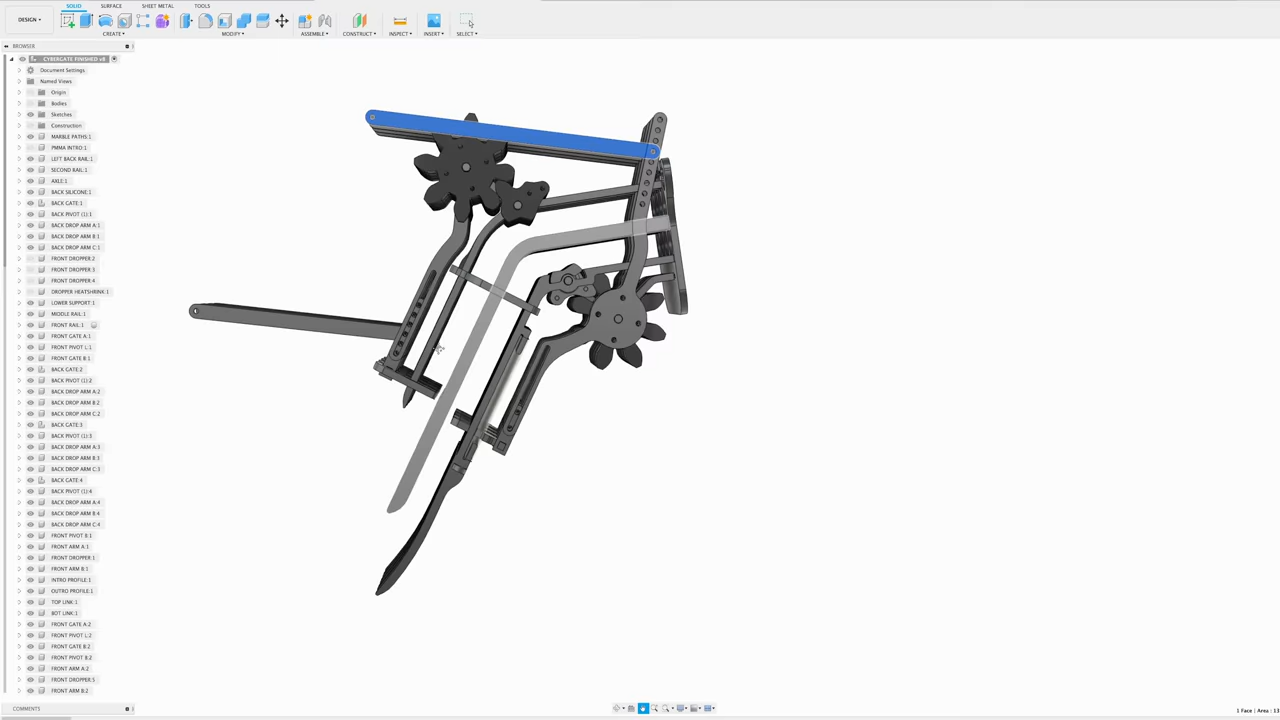 SOLID SURFACE SHEET METAL TOOLS
DESIGN
CREATE MODIFY ASSEMBLE CONSTRUCT INSPECT INSERT SELECT
BROWSER
CYBERGATE FINISHED v8
Document Settings
Named Views
Origin
Bodies
Sketches
Construction
MARBLE PATHS:1
PMMA INTRO:1
LEFT BACK RAIL:1
SECOND RAIL:1
AXLE:1
BACK SILICONE:1
BACK GATE:1
BACK PIVOT (1):1
BACK DROP ARM A:1
BACK DROP ARM B:1
BACK DROP ARM C:1
FRONT DROPPER:2
FRONT DROPPER:3
FRONT DROPPER:4
DROPPER HEATSHRINK:1
LOWER SUPPORT:1
MIDDLE RAIL:1
FRONT RAIL:1
FRONT GATE A:1
FRONT PIVOT L:1
FRONT GATE B:1
BACK GATE:2
BACK PIVOT (1):2
BACK DROP ARM A:2
BACK DROP ARM B:2
BACK DROP ARM C:2
BACK GATE:3
BACK PIVOT (1):3
BACK DROP ARM A:3
BACK DROP ARM B:3
BACK DROP ARM C:3
BACK GATE:4
BACK PIVOT (1):4
BACK DROP ARM A:4
BACK DROP ARM B:4
BACK DROP ARM C:4
FRONT PIVOT B:1
FRONT ARM A:1
FRONT DROPPER:1
FRONT ARM B:1
INTRO PROFILE:1
OUTRO PROFILE:1
TOP LINK:1
BOT LINK:1
FRONT GATE A:2
FRONT PIVOT L:2
FRONT GATE B:2
FRONT PIVOT B:2
FRONT ARM A:2
FRONT DROPPER:5
FRONT ARM B:2
COMMENTS
1 Face | Area : 13